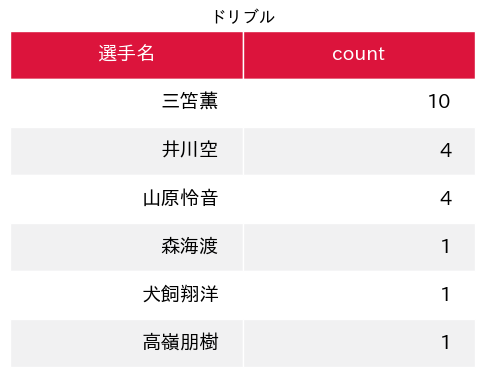 ドリブル
選手名 count
三笘薫 10
井川空 4
山原怜音 4
森海渡 1
犬飼翔洋 1
高嶺朋樹 1